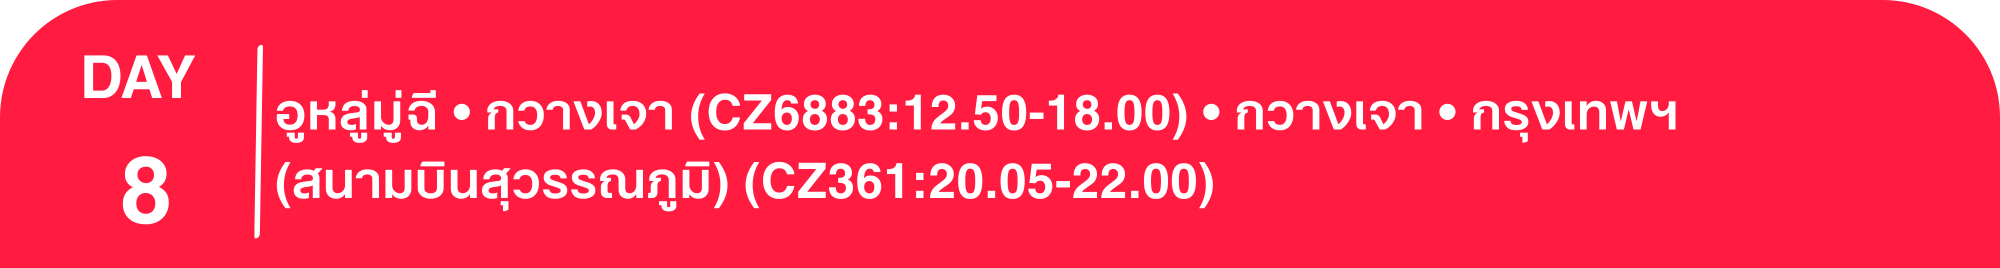 DAY
8
อูหลู่มู่ฉี • กวางเจา (CZ6883:12.50-18.00) • กวางเจา • กรุงเทพฯ
(สนามบินสุวรรณภูมิ) (CZ361:20.05-22.00)